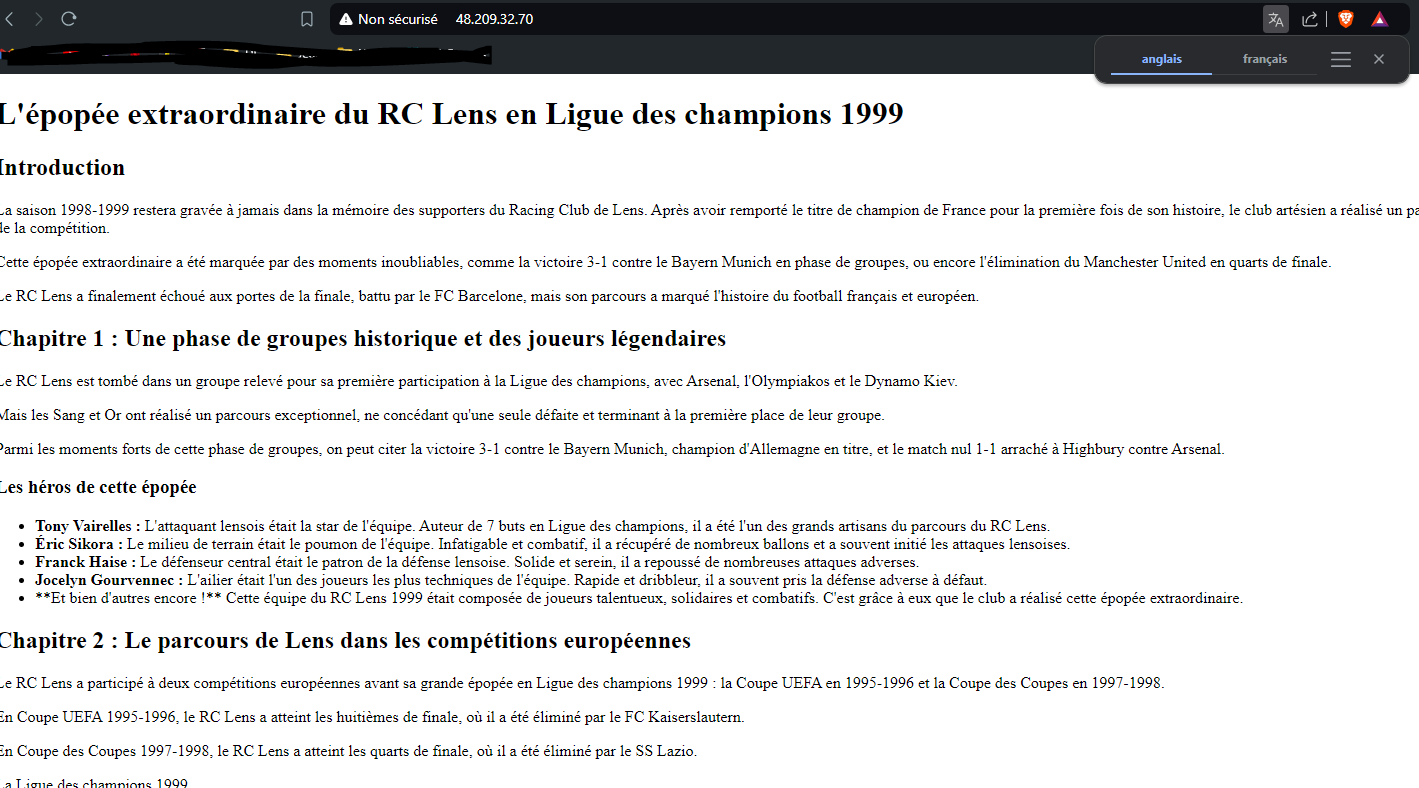 Non sécurisé 48.209.32.70
anglais français
L'épopée extraordinaire du RC Lens en Ligue des champions 1999
Introduction
La saison 1998-1999 restera gravée à jamais dans la mémoire des supporters du Racing Club de Lens. Après avoir remporté le titre de champion de France pour la première fois de son histoire, le club artésien a réalisé un
de la compétition.
Cette épopée extraordinaire a été marquée par des moments inoubliables, comme la victoire 3-1 contre le Bayern Munich en phase de groupes, ou encore l'élimination du Manchester United en quarts de finale.
Le RC Lens a finalement échoué aux portes de la finale, battu par le FC Barcelone, mais son parcours a marqué l'histoire du football français et européen.
Chapitre 1 : Une phase de groupes historique et des joueurs légendaires
Le RC Lens est tombé dans un groupe relevé pour sa première participation à la Ligue des champions, avec Arsenal, l'Olympiakos et le Dynamo Kiev.
Mais les Sang et Or ont réalisé un parcours exceptionnel, ne concédant qu'une seule défaite et terminant à la première place de leur groupe.
Parmi les moments forts de cette phase de groupes, on peut citer la victoire 3-1 contre le Bayern Munich, champion d'Allemagne en titre, et le match nul 1-1 arraché à Highbury contre Arsenal.
Les héros de cette épopée
• Tony Vairelles : L'attaquant lensois était la star de l'équipe. Auteur de 7 buts en Ligue des champions, il a été l'un des grands artisans du parcours du RC Lens.
• Éric Sikora : Le milieu de terrain était le poumon de l'équipe. Infatigable et combatif, il a récupéré de nombreux ballons et a souvent initié les attaques lensoises.
• Franck Haise : Le défenseur central était le patron de la défense lensoise. Solide et serein, il a repoussé de nombreuses attaques adverses.
• Jocelyn Gourvennec : L'ailier était l'un des joueurs les plus techniques de l'équipe. Rapide et dribbleur, il a souvent pris la défense adverse à défaut.
• **Et bien d'autres encore !** Cette équipe du RC Lens 1999 était composée de joueurs talentueux, solidaires et combatifs. C'est grâce à eux que le club a réalisé cette épopée extraordinaire.
Chapitre 2 : Le parcours de Lens dans les compétitions européennes
Le RC Lens a participé à deux compétitions européennes avant sa grande épopée en Ligue des champions 1999 : la Coupe UEFA en 1995-1996 et la Coupe des Coupes en 1997-1998.
En Coupe UEFA 1995-1996, le RC Lens a atteint les huitièmes de finale, où il a été éliminé par le FC Kaiserslautern.
En Coupe des Coupes 1997-1998, le RC Lens a atteint les quarts de finale, où il a été éliminé par le SS Lazio.
La Ligue des champions 1999